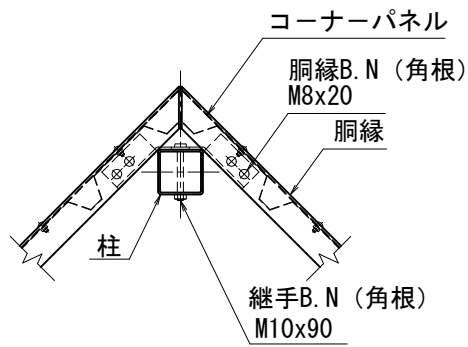 コーナーパネル
胴縁B.N（角根）
M8x20
胴縁
柱
継手B.N（角根）
M10x90